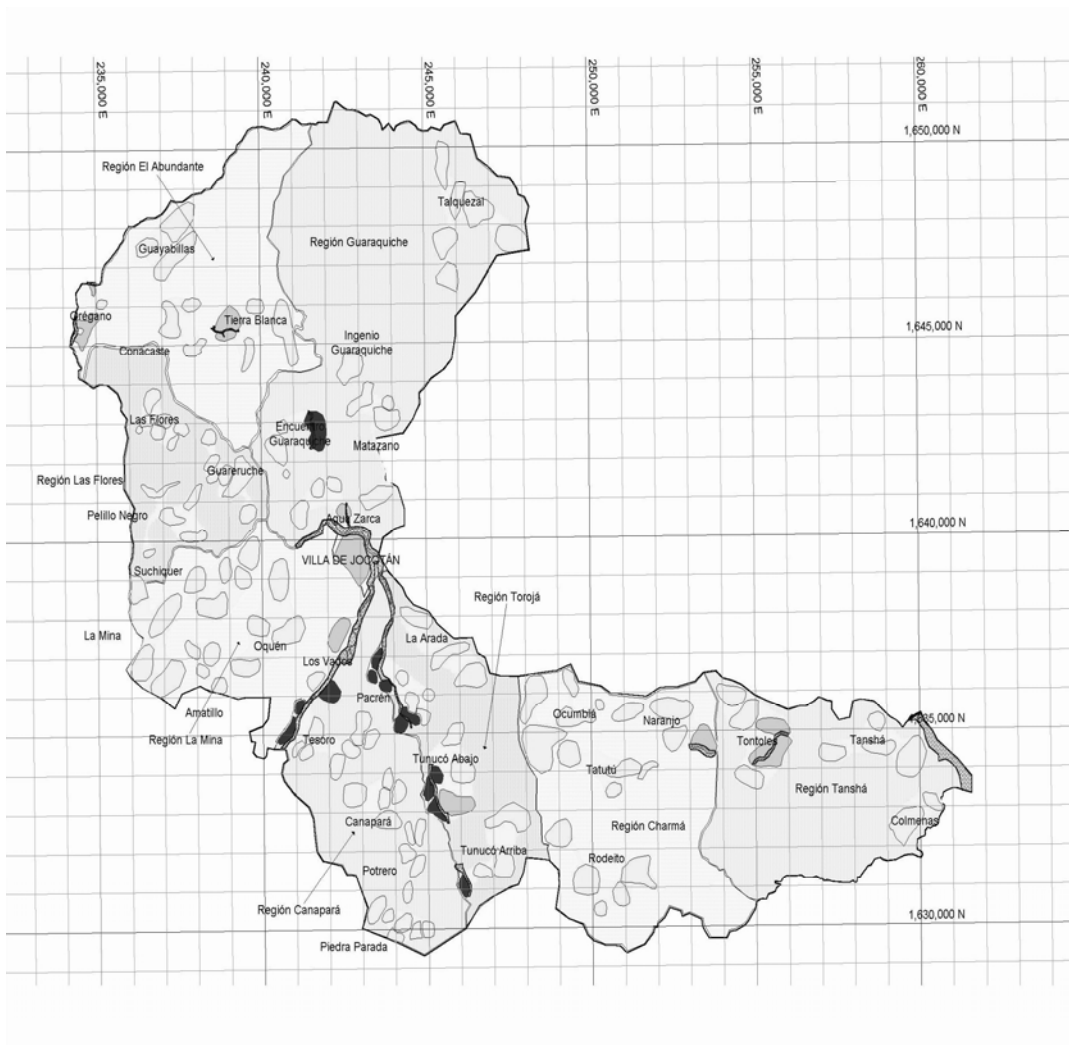 235,000 E
240,000 E
245,000 E
250,000 E
255,000 E
260,000 E
1,650,000 N
Región El Abundante
Talquezal
Región Guaraquiche
Guayabillas
Orégano
Tierra Blanca
1,645,000 N
Ingenio
Guaraquiche
Conacaste
Las Flores
Encuentro
Guaraquiche
Matazano
Guareruche
Región Las Flores
Pelillo Negro
Agua Zarca
1,640,000 N
VILLA DE JOCOTÁN
Suchiquer
Región Torojá
La Mina
La Arada
Oquén
Los Vados
Pacrén
Amatillo
Ocumblá
Naranjo
1,635,000 N
Región La Mina
Tesoro
Tontoles
Tanshá
Tunucó Abajo
Tatutú
Región Tanshá
Canapará
Región Charmá
Colmenas
Tunucó Arriba
Rodeito
Potrero
Región Canapará
1,630,000 N
Piedra Parada